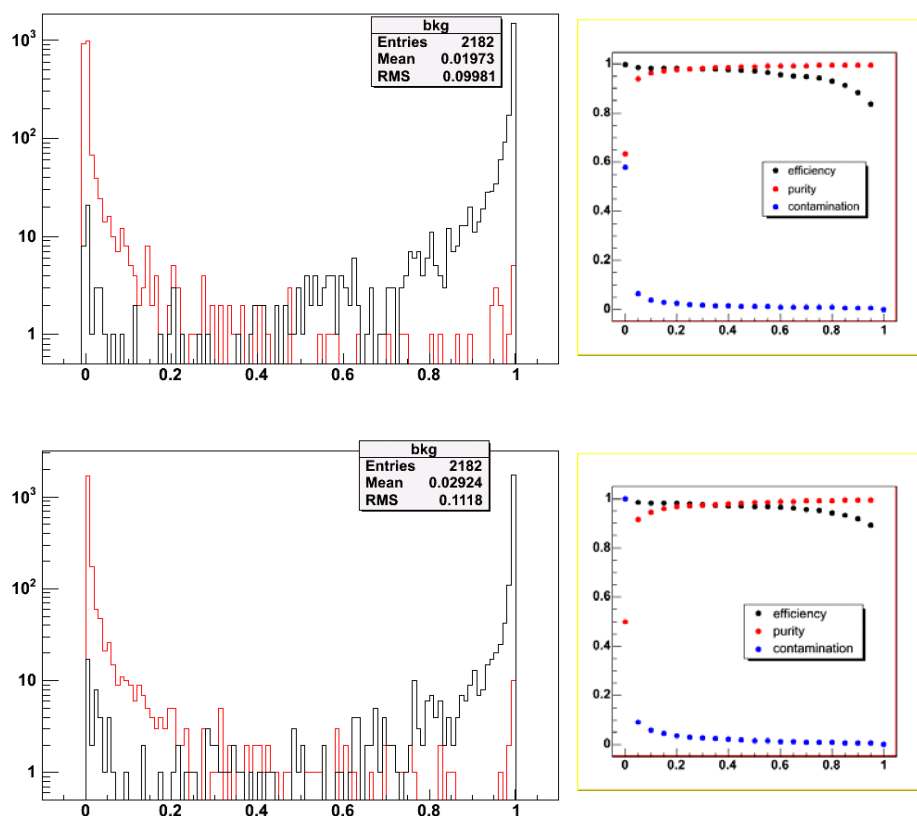 bkg
Entries 2182
Mean 0.01973
RMS 0.09981
10³
10²
10
1
0 0.2 0.4 0.6 0.8 1
1
0.8
0.6
0.4
0.2
0
efficiency
purity
contamination
0 0.2 0.4 0.6 0.8 1
bkg
Entries 2182
Mean 0.02924
RMS 0.1118
10³
10²
10
1
0 0.2 0.4 0.6 0.8 1
1
0.8
0.6
0.4
0.2
0
efficiency
purity
contamination
0 0.2 0.4 0.6 0.8 1